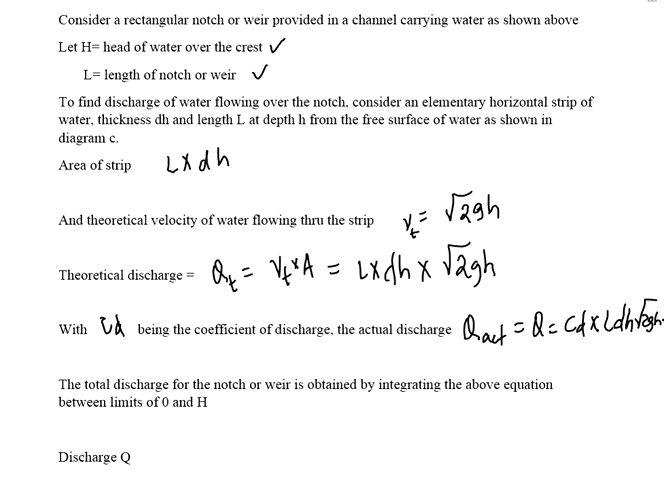 Consider a rectangular notch or weir provided in a channel carrying water as shown above
Let H= head of water over the crest ✓
L= length of notch or weir ✓
To find discharge of water flowing over the notch, consider an elementary horizontal strip of
water, thickness dh and length L at depth h from the free surface of water as shown in
diagram c.
Area of strip L x dh
And theoretical velocity of water flowing thru the strip Vt = √2gh
Theoretical discharge = Qt = Vt x A = L x dh x √2gh
With Cd being the coefficient of discharge, the actual discharge Qact = Q = Cd x Ldh√2gh
The total discharge for the notch or weir is obtained by integrating the above equation
between limits of 0 and H
Discharge Q